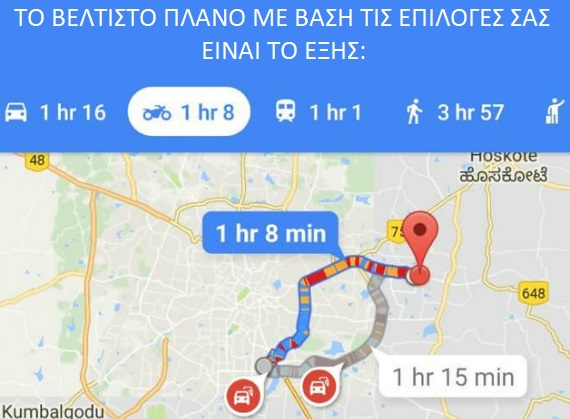 ΤΟ ΒΕΛΤΙΣΤΟ ΠΛΑΝΟ ΜΕ ΒΑΣΗ ΤΙΣ ΕΠΙΛΟΓΕΣ ΣΑΣ
ΕΙΝΑΙ ΤΟ ΕΞΗΣ:
1 hr 16 1 hr 8 1 hr 1 3 hr 57
48
Hoskote
ಹೊಸಕೋಟೆ
1 hr 8 min
75
648
1 hr 15 min
Kumbalgodu